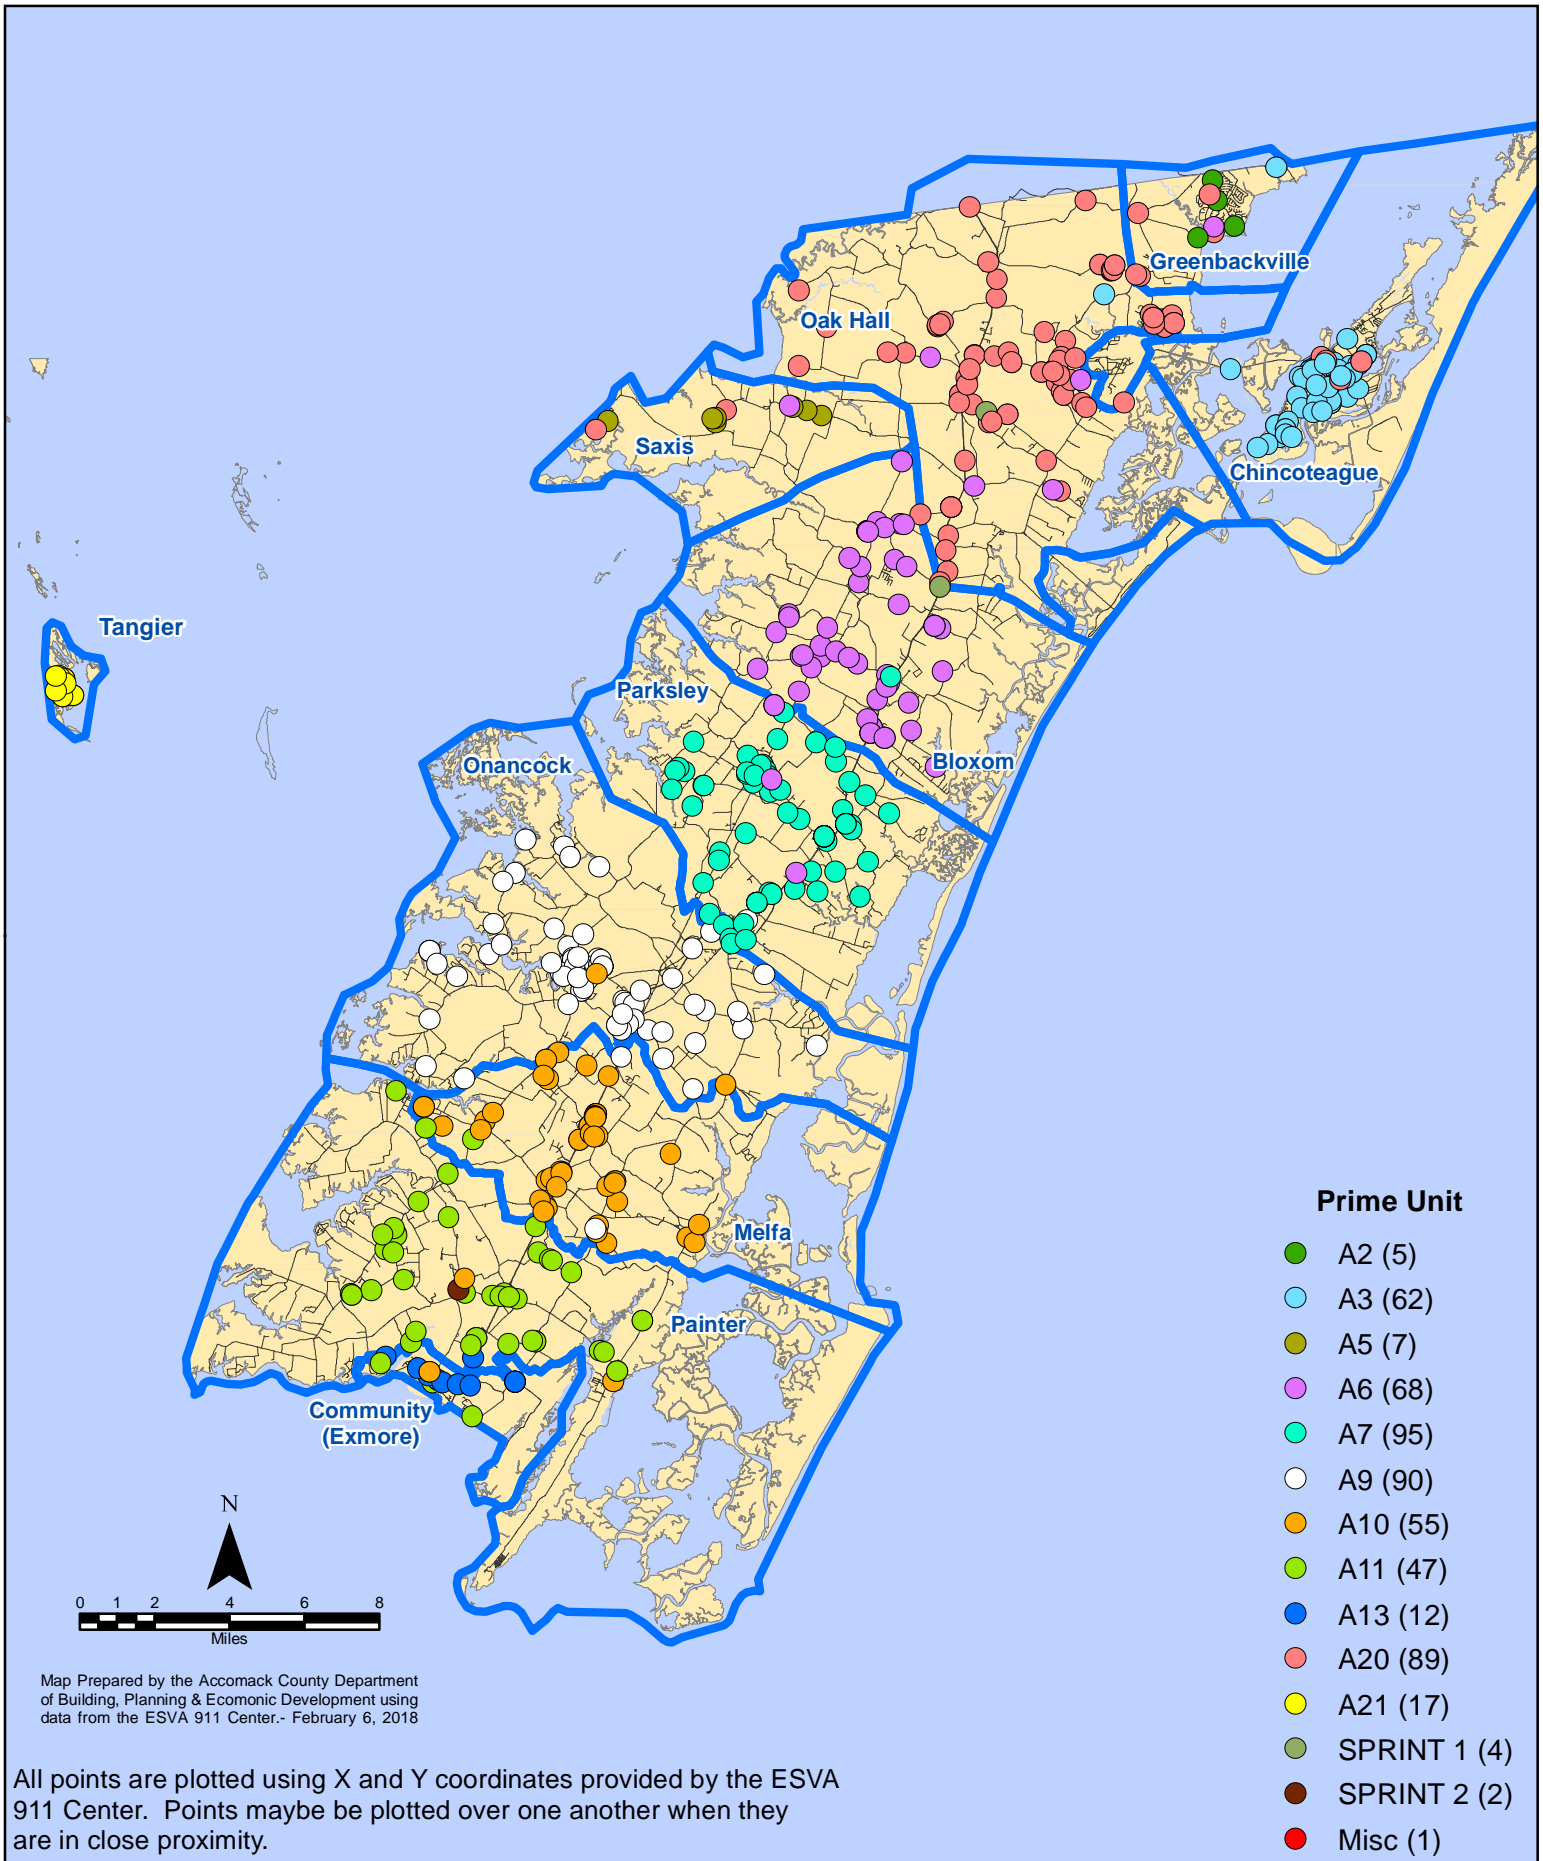 Greenbackville
Oak Hall
Saxis
Chincoteague
Tangier
Parksley
Bloxom
Onancock
Melfa
Painter
Community
(Exmore)
Prime Unit
A2 (5)
A3 (62)
A5 (7)
A6 (68)
A7 (95)
A9 (90)
A10 (55)
A11 (47)
A13 (12)
A20 (89)
A21 (17)
SPRINT 1 (4)
SPRINT 2 (2)
Misc (1)
N
0 1 2 4 6 8
Miles
Map Prepared by the Accomack County Department
of Building, Planning & Ecomonic Development using
data from the ESVA 911 Center.- February 6, 2018
All points are plotted using X and Y coordinates provided by the ESVA
911 Center. Points maybe be plotted over one another when they
are in close proximity.